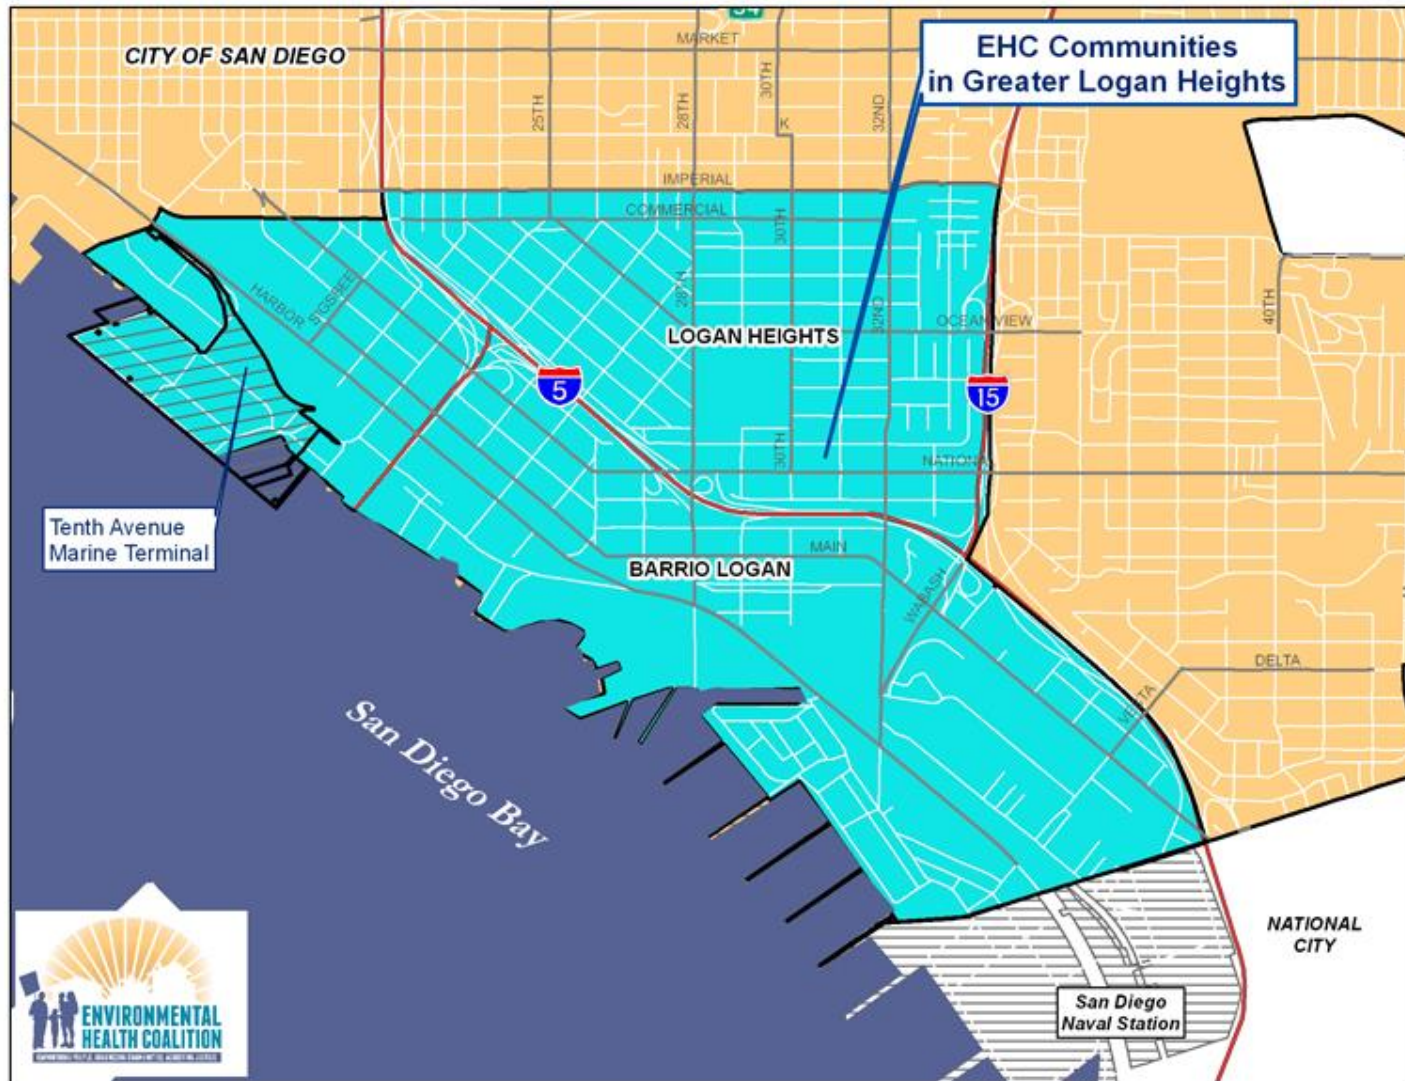 94
CITY OF SAN DIEGO
MARKET
EHC Communities
in Greater Logan Heights
25TH
28TH
30TH
32ND
K
IMPERIAL
COMMERCIAL
30TH
28TH
32ND
HARBOR
SIGSBEE
OCEAN VIEW
40TH
LOGAN HEIGHTS
5
15
30TH
NATIONAL
Tenth Avenue
Marine Terminal
MAIN
BARRIO LOGAN
WABASH
DELTA
VESTA
San Diego Bay
NATIONAL
CITY
San Diego
Naval Station
ENVIRONMENTAL
HEALTH COALITION